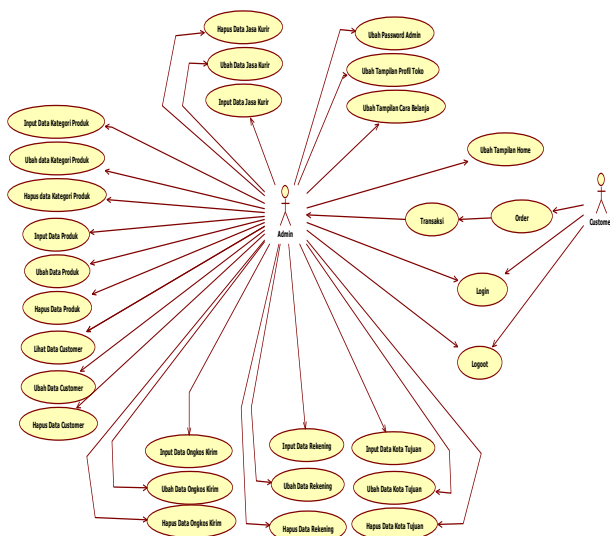 Hapus Data Jasa Kurir
Ubah Data Jasa Kurir
Input Data Jasa Kurir
Ubah Password Admin
Ubah Tampilan Profil Toko
Ubah Tampilan Cara Belanja
Input Data Kategori Produk
Ubah data Kategori Produk
Hapus data Kategori Produk
Input Data Produk
Ubah Data Produk
Hapus Data Produk
Lihat Data Customer
Ubah Data Customer
Hapus Data Customer
Admin
Ubah Tampilan Home
Transaksi
Order
Custome
Login
Logoot
Input Data Ongkos Kirim
Ubah Data Ongkos Kirim
Hapus Data Ongkos Kirim
Input Data Rekening
Ubah Data Rekening
Hapus Data Rekening
Input Data Kota Tujuan
Ubah Data Kota Tujuan
Hapus Data Kota Tujuan